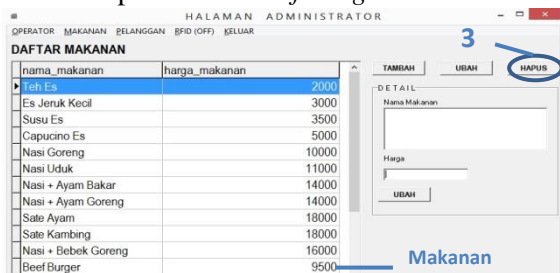 HALAMAN ADMINISTRATOR
OPERATOR MAKANAN PELANGGAN RFID (OFF) KELUAR
DAFTAR MAKANAN
3
nama_makanan harga_makanan
TAMBAH UBAH HAPUS
Teh Es 2000
Es Jeruk Kecil 3000
Susu Es 3500
Capucino Es 5000
Nasi Goreng 10000
Nasi Uduk 11000
Nasi + Ayam Bakar 14000
Nasi + Ayam Goreng 14000
Sate Ayam 18000
Sate Kambing 18000
Nasi + Bebek Goreng 16000
Beef Burger 9500
DETAIL
Nama Makanan
Harga
UBAH
Makanan